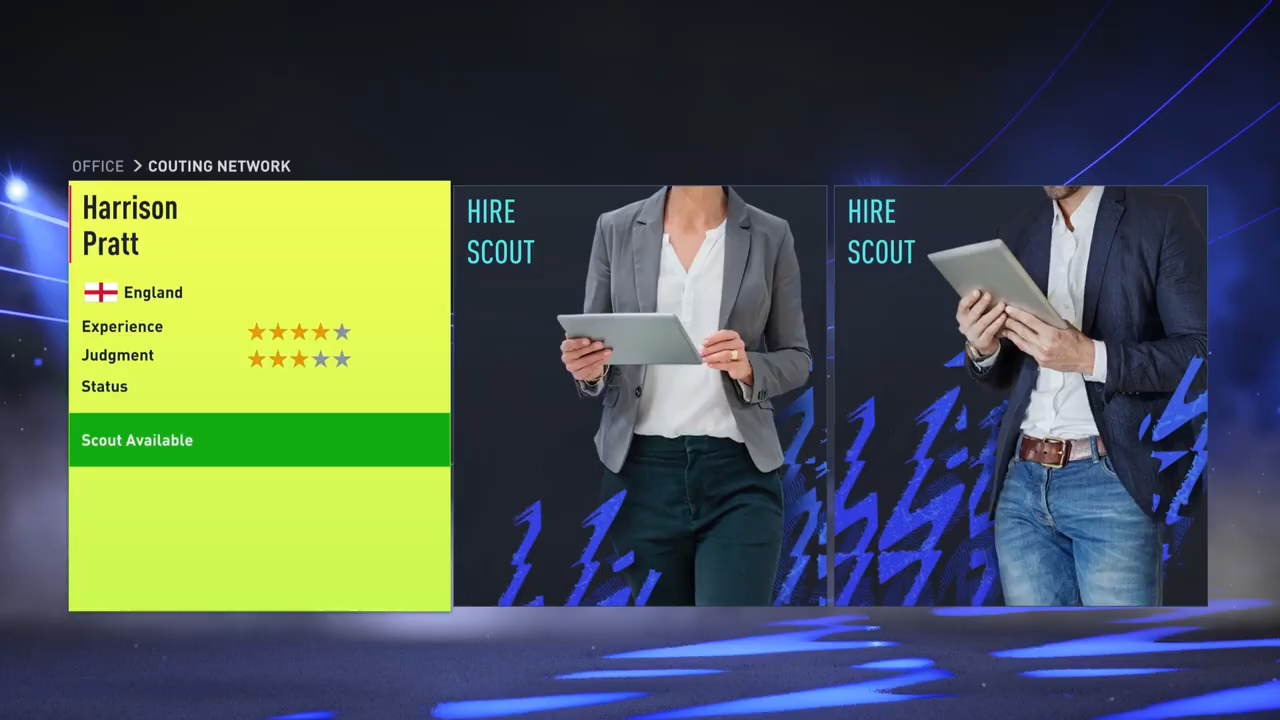 OFFICE > COUTING NETWORK
Harrison
Pratt
England
Experience
Judgment
Status
Scout Available
HIRE
SCOUT
HIRE
SCOUT